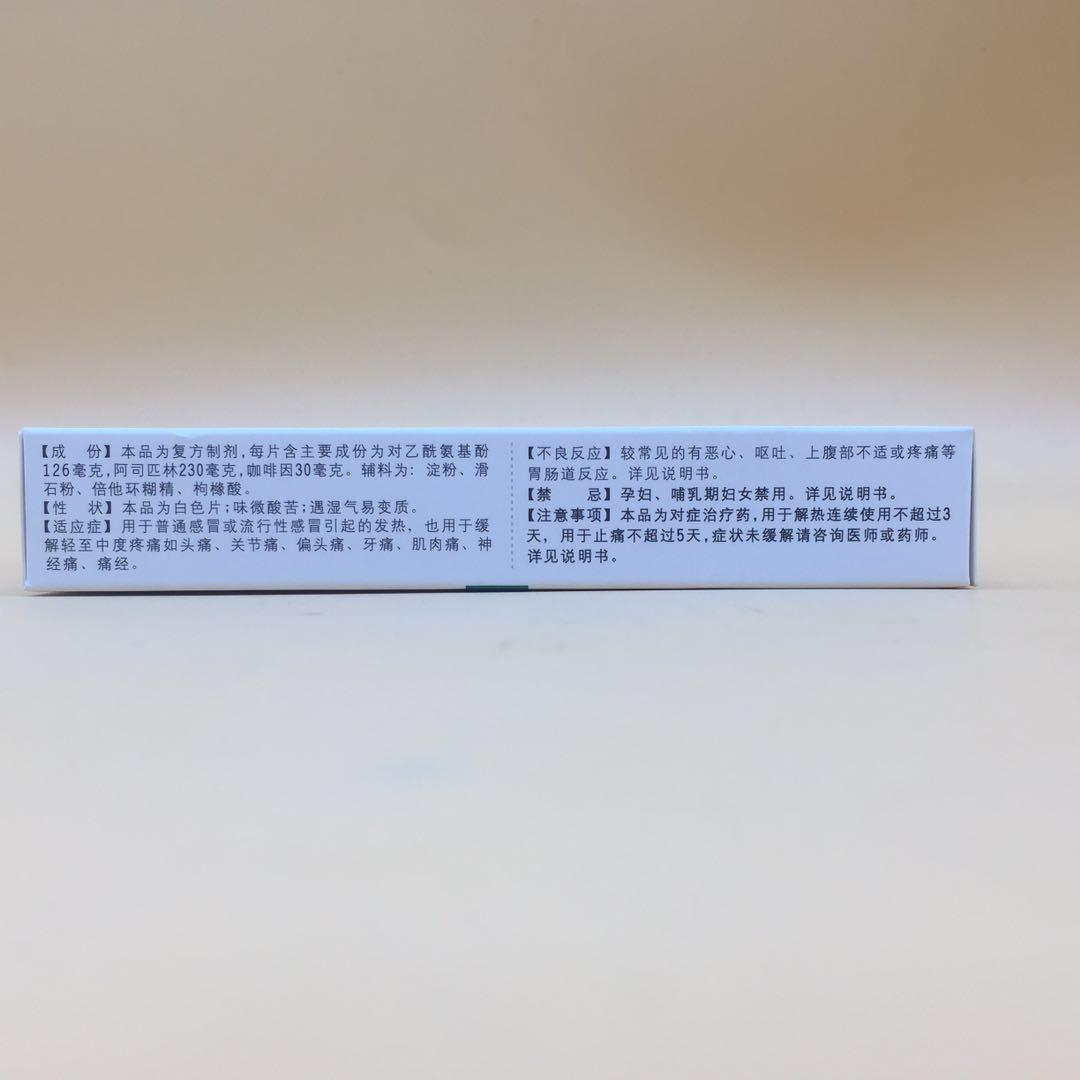 【成　份】本品为复方制剂,每片含主要成份为对乙酰氨基酚
126毫克,阿司匹林230毫克,咖啡因30毫克。辅料为: 淀粉、滑
石粉、倍他环糊精、枸橼酸。
【性　状】本品为白色片;味微酸苦;遇湿气易变质。
【适应症】用于普通感冒或流行性感冒引起的发热，也用于缓
解轻至中度疼痛如头痛、关节痛、偏头痛、牙痛、肌肉痛、神
经痛、痛经。
【不良反应】较常见的有恶心、呕吐、上腹部不适或疼痛等
胃肠道反应。详见说明书。
【禁　　忌】孕妇、哺乳期妇女禁用。详见说明书。
【注意事项】本品为对症治疗药,用于解热连续使用不超过3
天，用于止痛不超过5天,症状未缓解请咨询医师或药师。
详见说明书。